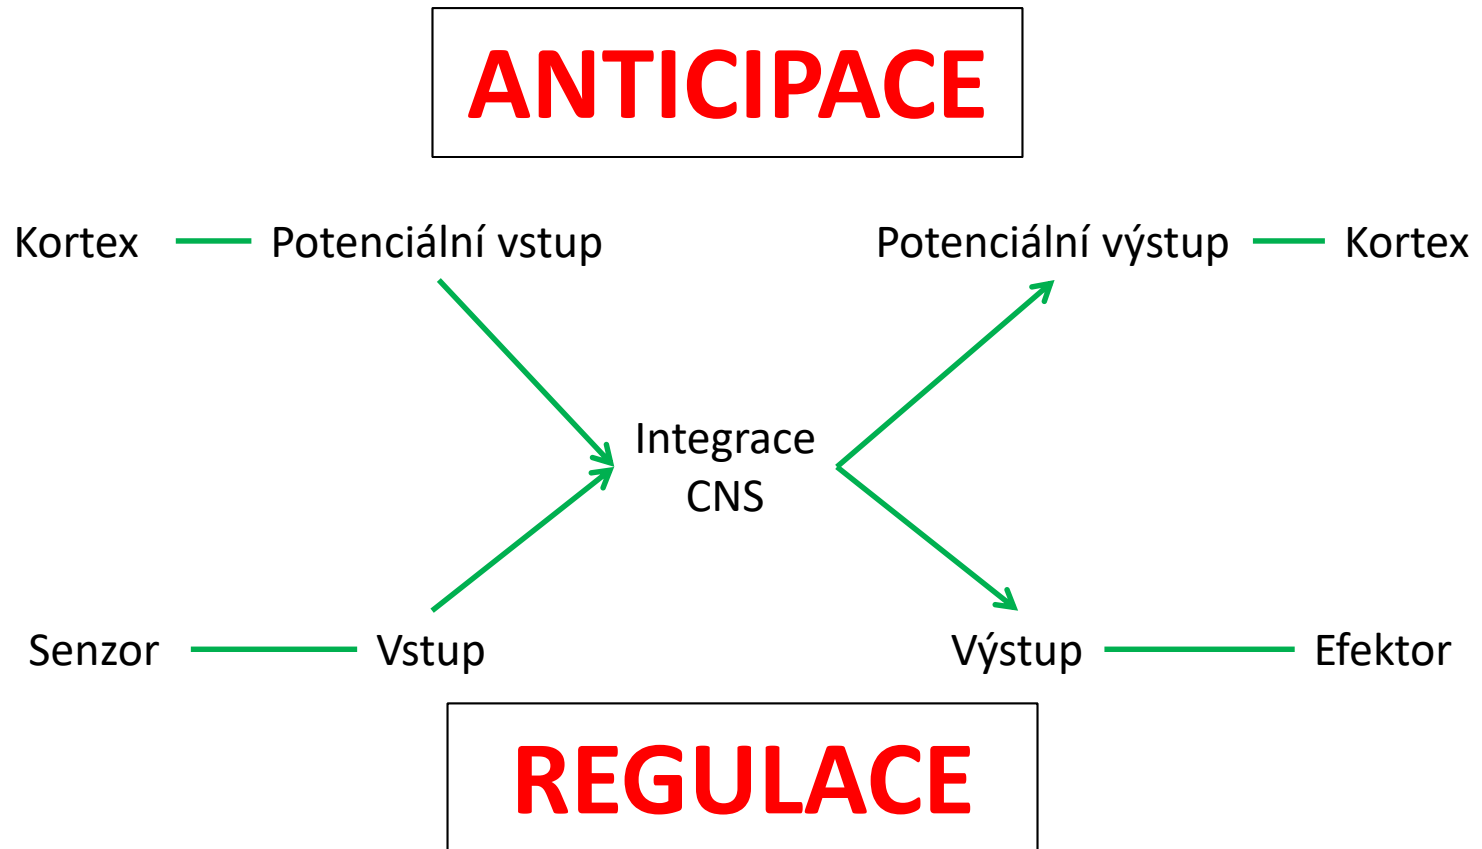 ANTICIPACE
Kortex
Potenciální vstup
Potenciální výstup
Kortex
Integrace
CNS
Senzor
Vstup
Výstup
Efektor
REGULACE